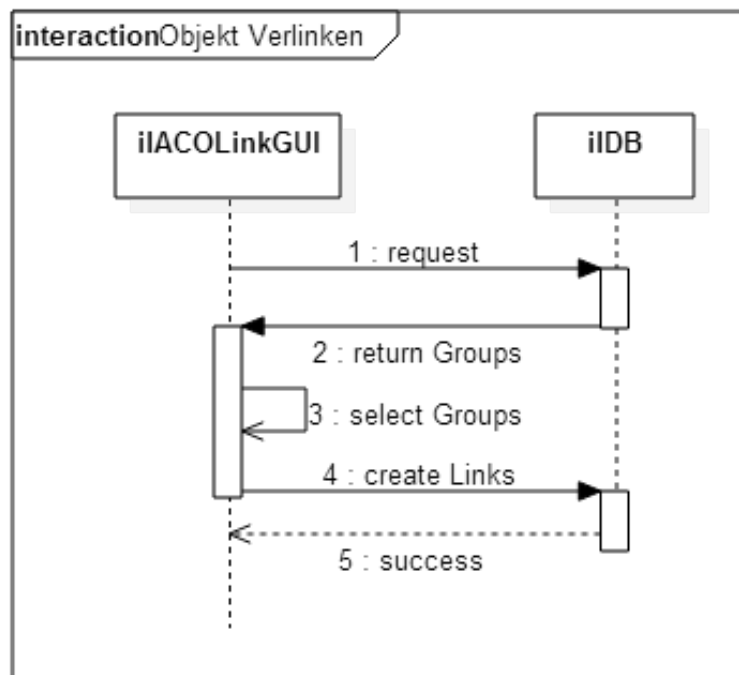 interactionObjekt Verlinken
ilACOLinkGUI
ilDB
1 : request
2 : return Groups
3 : select Groups
4 : create Links
5 : success